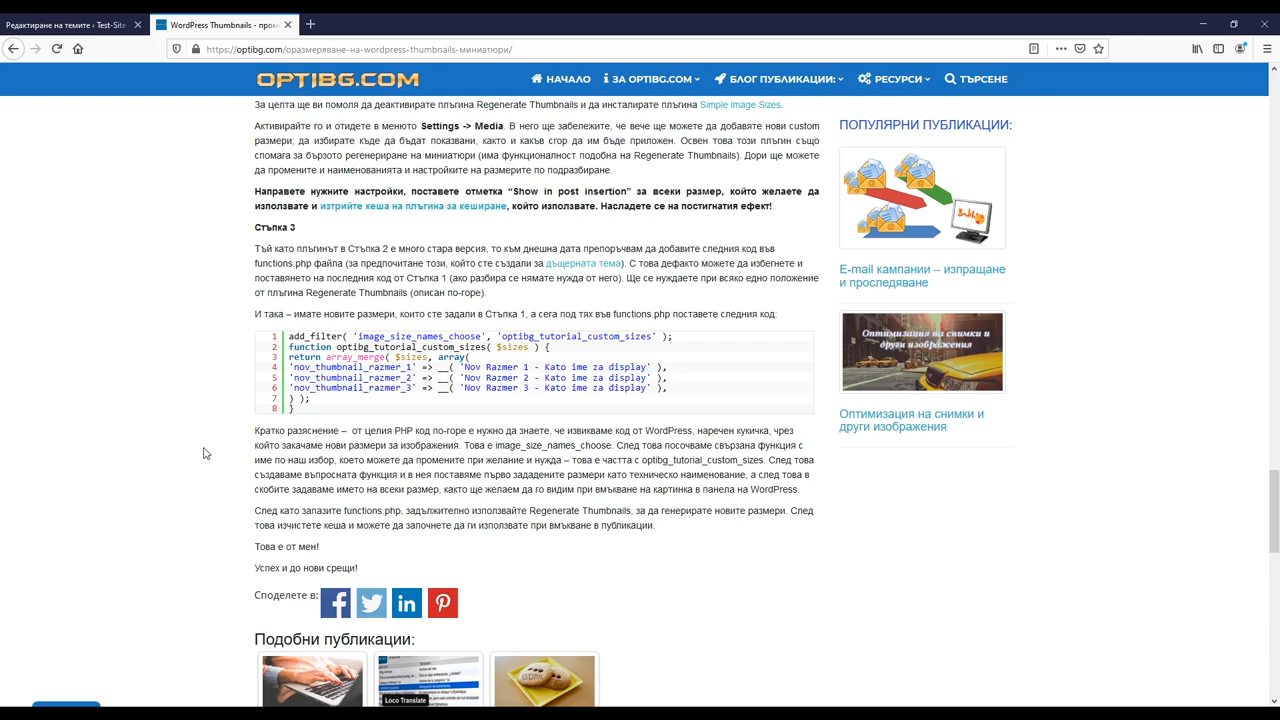 Редактиране на темите ‹ Test-Site
WordPress Thumbnails - пром
https://optibg.com/оразмеряване-на-wordpress-thumbnails-миниатюри/
OPTIBG.COM
НАЧАЛО
ЗА OPTIBG.COM
БЛОГ ПУБЛИКАЦИИ:
РЕСУРСИ
ТЪРСЕНЕ
За целта ще ви помоля да деактивирате плъгина Regenerate Thumbnails и да инсталирате плъгина Simple Image Sizes.
Активирайте го и отидете в менюто Settings -> Media. В него ще забележите, че вече ще можете да добавяте нови custom
размери; да избирате къде да бъдат показвани, както и какъв crop да им бъде приложен. Освен това този плъгин също
спомага за бързото регенериране на миниатюри (има функционалност подобна на Regenerate Thumbnails). Дори ще можете
да промените и наименованията и настройките на размерите по подразбиране.
Направете нужните настройки, поставете отметка “Show in post insertion” за всеки размер, който желаете да
използвате и изтрийте кеша на плъгина за кеширане, който използвате. Насладете се на постигнатия ефект!
Стъпка 3
Тъй като плъгинът в Стъпка 2 е много стара версия, то към днешна дата препоръчвам да добавите следния код във
functions.php файла (за предпочитане този, който сте създали за дъщерната тема). С това дефакто можете да избегнете и
поставянето на последния код от Стъпка 1 (ако разбира се нямате нужда от него). Ще се нуждаете при всяко едно положение
от плъгина Regenerate Thumbnails (описан по-горе).
И така – имате новите размери, които сте задали в Стъпка 1, а сега под тях във functions.php поставете следния код:
1 add_filter( 'image_size_names_choose', 'optibg_tutorial_custom_sizes' );
2 function optibg_tutorial_custom_sizes( $sizes ) {
3 return array_merge( $sizes, array(
4 'nov_thumbnail_razmer_1' => __( 'Nov Razmer 1 - Kato ime za display' ),
5 'nov_thumbnail_razmer_2' => __( 'Nov Razmer 2 - Kato ime za display' ),
6 'nov_thumbnail_razmer_3' => __( 'Nov Razmer 3 - Kato ime za display' ),
7 ) );
8 }
Кратко разяснение – от целия PHP код по-горе е нужно да знаете, че извикваме код от WordPress, наречен кукичка, чрез
който закачаме нови размери за изображения. Това е image_size_names_choose. След това посочваме свързана функция с
име по наш избор, което можете да промените при желание и нужда – това е частта с optibg_tutorial_custom_sizes. След това
създаваме въпросната функция и в нея поставяме първо зададените размери като техническо наименование, а след това в
скобите задаваме името на всеки размер, както ще желаем да го видим при вмъкване на картинка в панела на WordPress.
След като запазите functions.php, задължително използвайте Regenerate Thumbnails, за да генерирате новите размери. След
това изчистете кеша и можете да започнете да ги използвате при вмъкване в публикации.
Това е от мен!
Успех и до нови срещи!
Споделете в:
Подобни публикации:
GDPR
Loco Translate
ПОПУЛЯРНИ ПУБЛИКАЦИИ:
E-mail кампании – изпращане
и проследяване
Оптимизация на снимки и
други изображения
Оптимизация на снимки и
други изображения